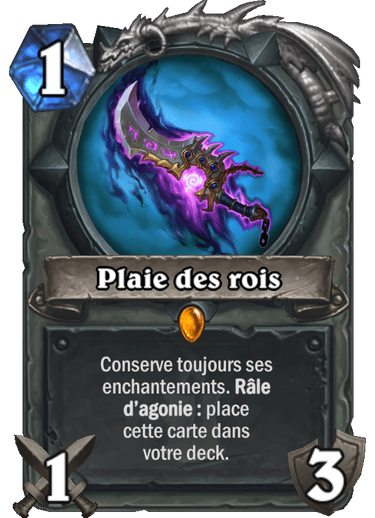 1
Plaie des rois
Conserve toujours ses
enchantements. Râle
d'agonie : place
cette carte dans
votre deck.
1
3